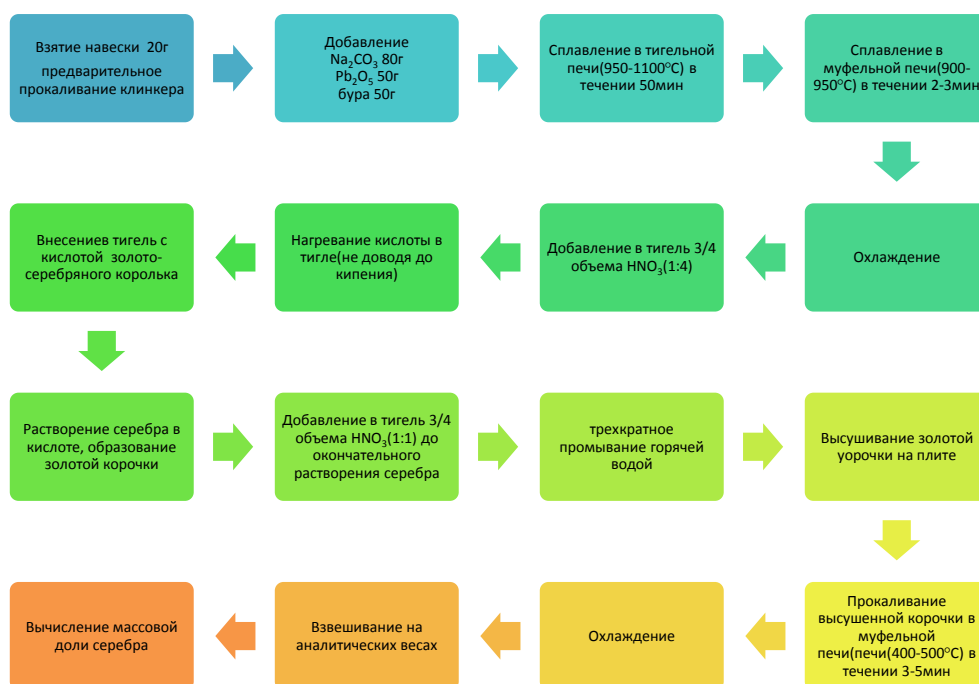 Взятие навески 20г
предварительное
прокаливание клинкера
Добавление
Na₂CO₃ 80г
Pb₂O₅ 50г
бура 50г
Сплавление в тигельной
печи(950-1100°С) в
течении 50мин
Сплавление в
муфельной печи(900-
950°С) в течении 2-3мин
Внесениев тигель с
кислотой золото-
серебряного королька
Нагревание кислоты в
тигле(не доводя до
кипения)
Добавление в тигель 3/4
объема HNO₃(1:4)
Охлаждение
Растворение серебра в
кислоте, образование
золотой корочки
Добавление в тигель 3/4
объема HNO₃(1:1) до
окончательного
растворения серебра
трехкратное
промывание горячей
водой
Высушивание золотой
уорочки на плите
Вычисление массовой
доли серебра
Взвешивание на
аналитических весах
Охлаждение
Прокаливание
высушенной корочки в
муфельной
печи(печи(400-500°С) в
течении 3-5мин